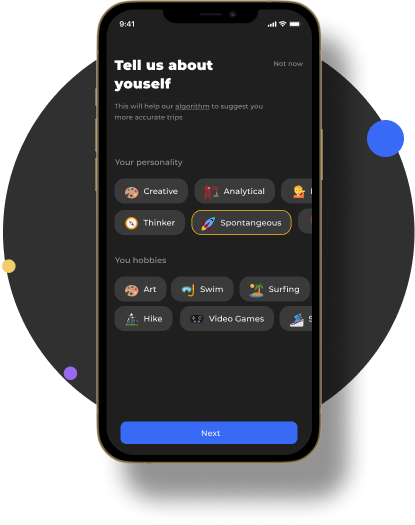 9:41
Tell us about
youself
Not now
This will help our algorithm to suggest you
more accurate trips
Your personality
Creative
Analytical
Thinker
Spontangeous
You hobbies
Art
Swim
Surfing
Hike
Video Games
S
Next